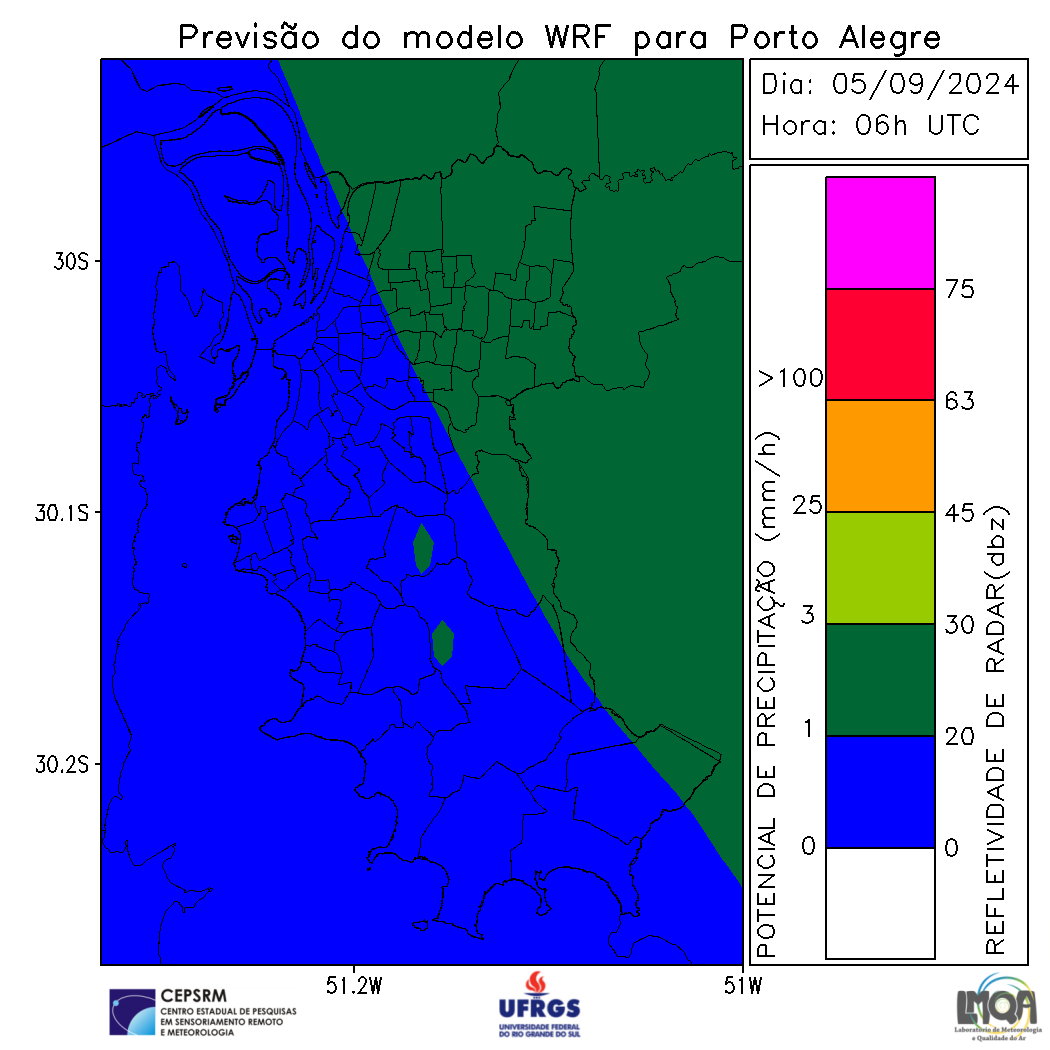 Previsão do modelo WRF para Porto Alegre
Dia: 05/09/2024
Hora: 06h UTC
30S
30.1S
30.2S
51.2W
51W
POTENCIAL DE PRECIPITAÇÃO (mm/h)
>100
25
3
1
0
75
63
45
30
20
0
REFLETIVIDADE DE RADAR(dbz)
CEPSRM
CENTRO ESTADUAL DE PESQUISAS
EM SENSORIAMENTO REMOTO
E METEOROLOGIA
UFRGS
UNIVERSIDADE FEDERAL
DO RIO GRANDE DO SUL
LMQA
Laboratório de Meteorologia
e Qualidade do Ar